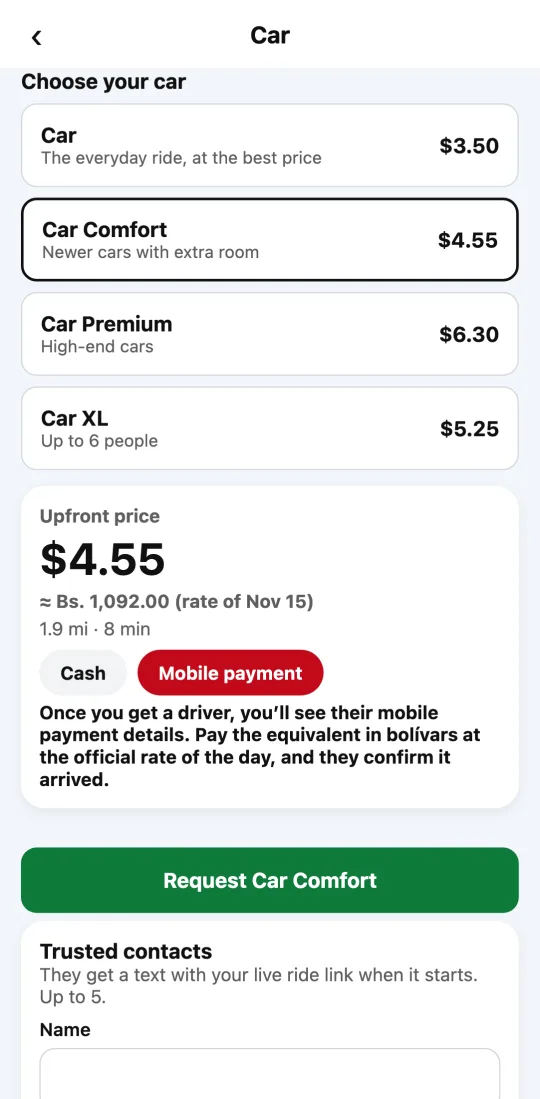 ‹
Car
Choose your car
Car
The everyday ride, at the best price
$3.50
Car Comfort
Newer cars with extra room
$4.55
Car Premium
High-end cars
$6.30
Car XL
Up to 6 people
$5.25
Upfront price
$4.55
≈ Bs. 1,092.00 (rate of Nov 15)
1.9 mi · 8 min
Cash
Mobile payment
Once you get a driver, you’ll see their mobile
payment details. Pay the equivalent in bolívars at
the official rate of the day, and they confirm it
arrived.
Request Car Comfort
Trusted contacts
They get a text with your live ride link when it starts.
Up to 5.
Name